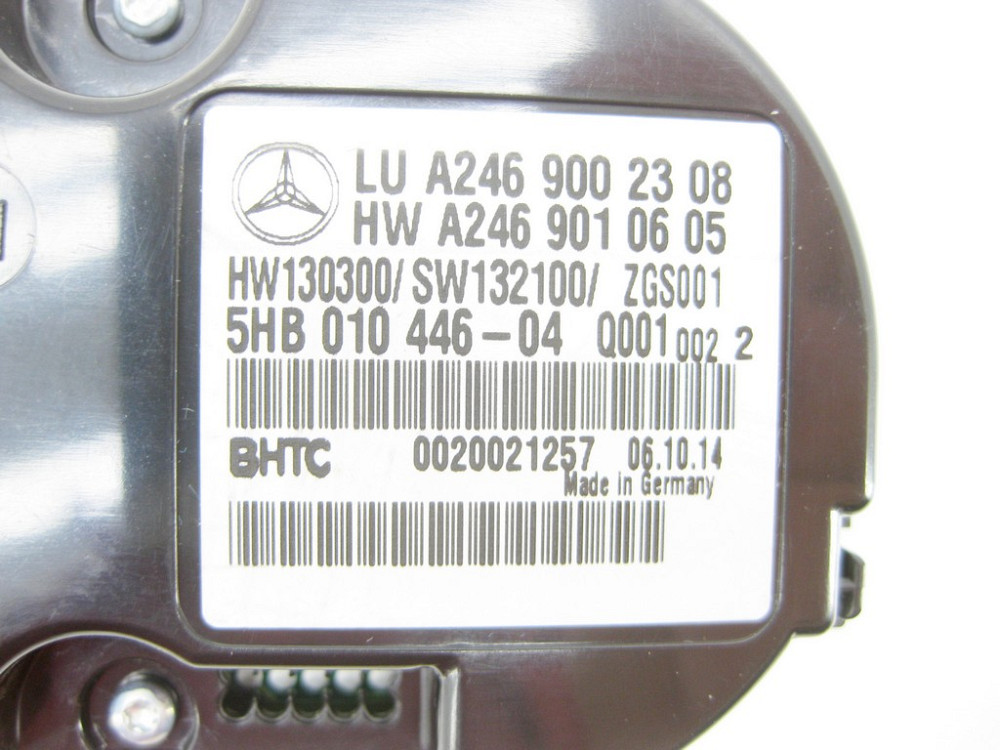 LU A246 900 23 08
HW A246 901 06 05
HW130300/ SW132100/ ZGS001
5HB 010 446-04 Q001 002 2
BHTC 0020021257 06.10.14
Made in Germany